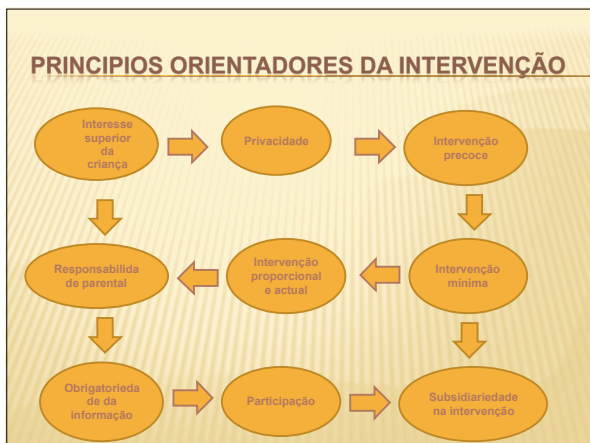 PRINCIPIOS ORIENTADORES DA INTERVENÇÃO
Interesse
superior
da
criança
Privacidade
Intervenção
precoce
Responsabilida
de parental
Intervenção
proporcional
e actual
Intervenção
mínima
Obrigatorieda
de da
informação
Participação
Subsidiariedade
na intervenção